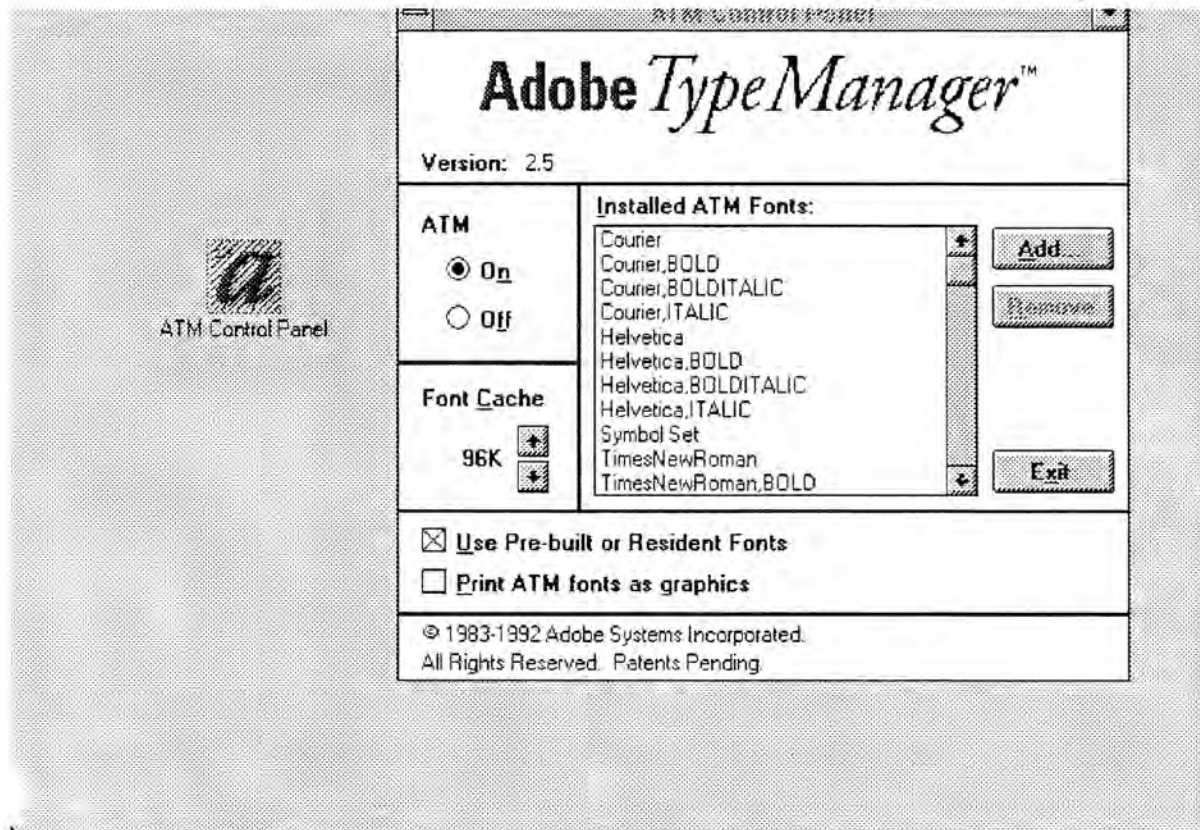 ATM Control Panel
Adobe Type Manager™
Version: 2.5
ATM
On
Off
Font Cache
96K
Installed ATM Fonts:
Courier
Courier,BOLD
Courier,BOLDITALIC
Courier,ITALIC
Helvetica
Helvetica,BOLD
Helvetica,BOLDITALIC
Helvetica,ITALIC
Symbol Set
TimesNewRoman
TimesNewRoman,BOLD
Add...
Remove
Exit
ATM Control Panel
Use Pre-built or Resident Fonts
Print ATM fonts as graphics
© 1983-1992 Adobe Systems Incorporated.
All Rights Reserved. Patents Pending.